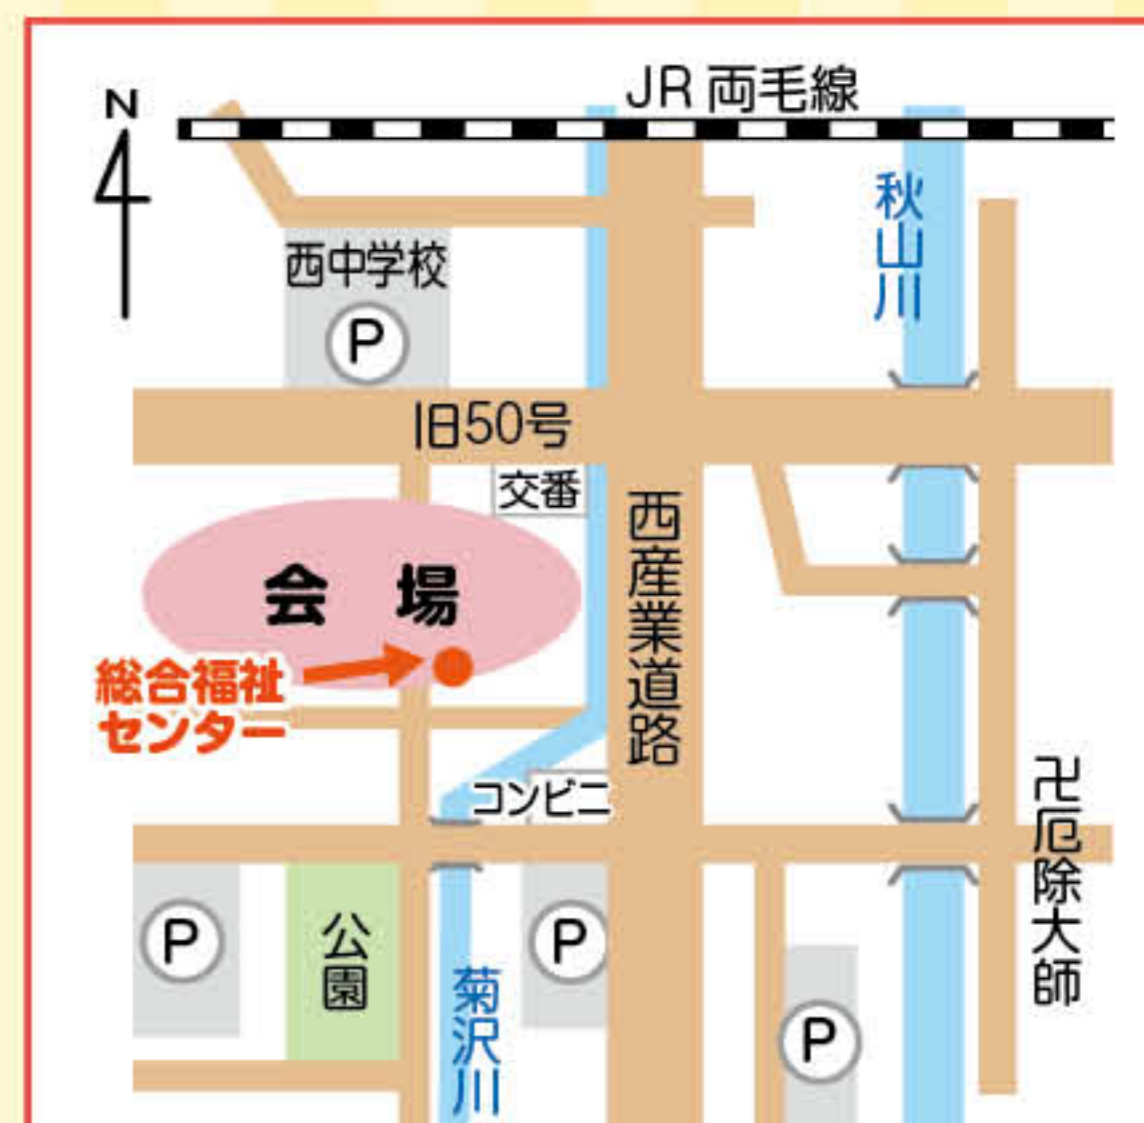 JR 両毛線
N
秋山川
西中学校
P
旧50号
交番
西産業道路
会 場
総合福祉
センター
コンビニ
卍厄除大師
P
公園
P
菊沢川
P